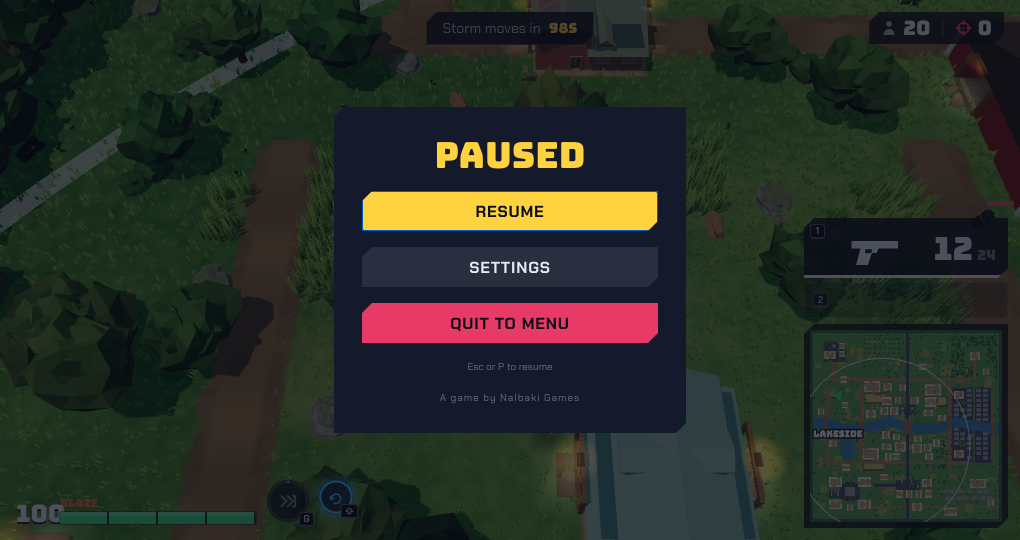 Storm moves in 98S
20 0
PAUSED
RESUME
SETTINGS
QUIT TO MENU
Esc or P to resume
A game by Nalbaki Games
1
12 24
2
LAKESIDE
BLAZE
100
G